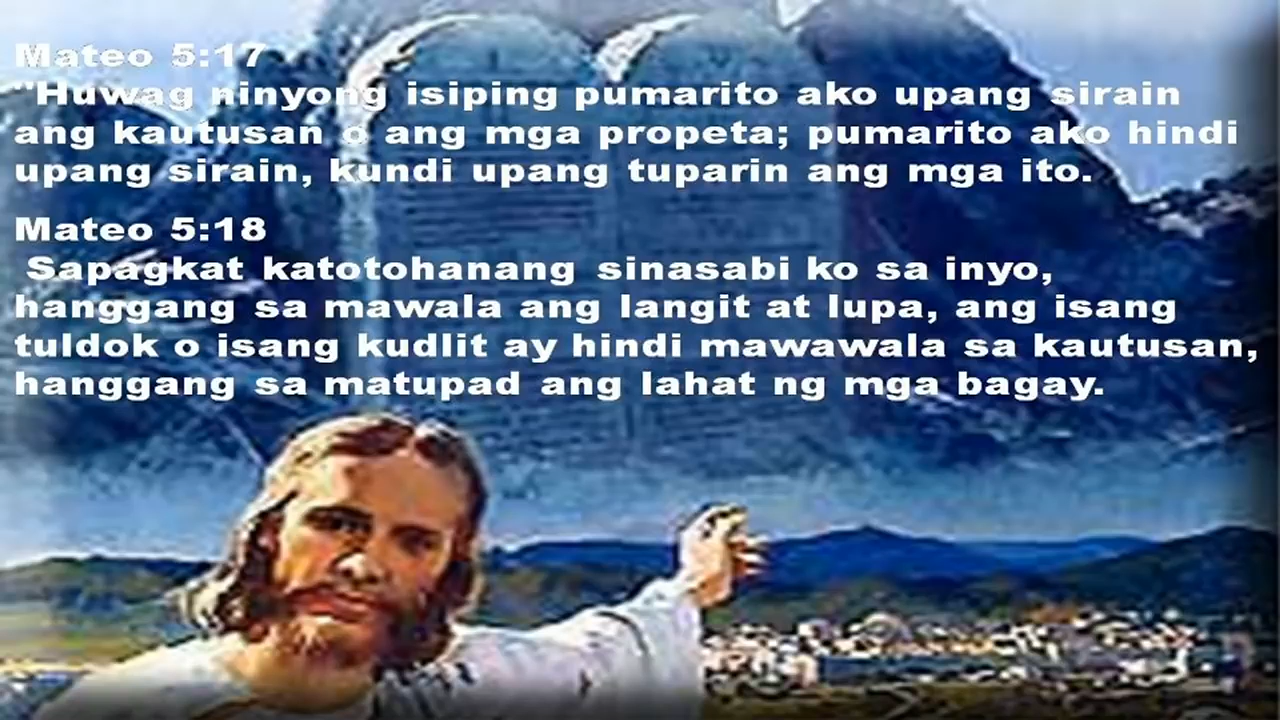 Mateo 5:17
"Huwag ninyong isiping pumarito ako upang sirain
ang kautusan o ang mga propeta; pumarito ako hindi
upang sirain, kundi upang tuparin ang mga ito.
Mateo 5:18
Sapagkat katotohanang sinasabi ko sa inyo,
hanggang sa mawala ang langit at lupa, ang isang
tuldok o isang kudlit ay hindi mawawala sa kautusan,
hanggang sa matupad ang lahat ng mga bagay.